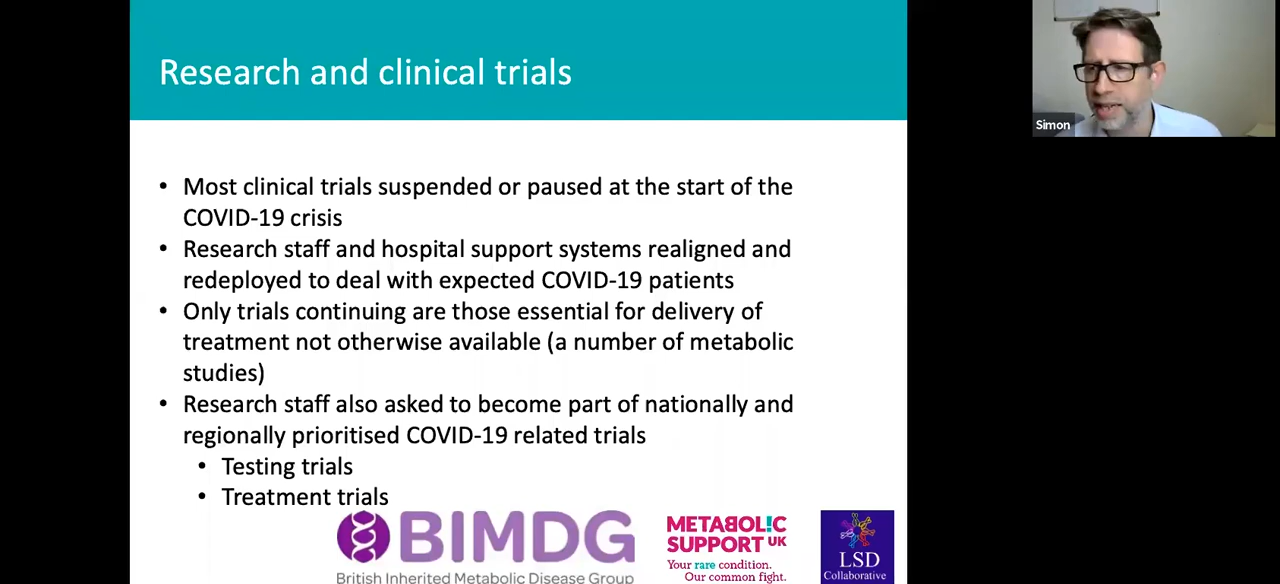 Research and clinical trials
Simon
• Most clinical trials suspended or paused at the start of the
COVID-19 crisis
• Research staff and hospital support systems realigned and
redeployed to deal with expected COVID-19 patients
• Only trials continuing are those essential for delivery of
treatment not otherwise available (a number of metabolic
studies)
• Research staff also asked to become part of nationally and
regionally prioritised COVID-19 related trials
• Testing trials
• Treatment trials
BIMDG
British Inherited Metabolic Disease Group
METABOL!C
SUPPORT UK
Your rare condition.
Our common fight.
LSD
Collaborative